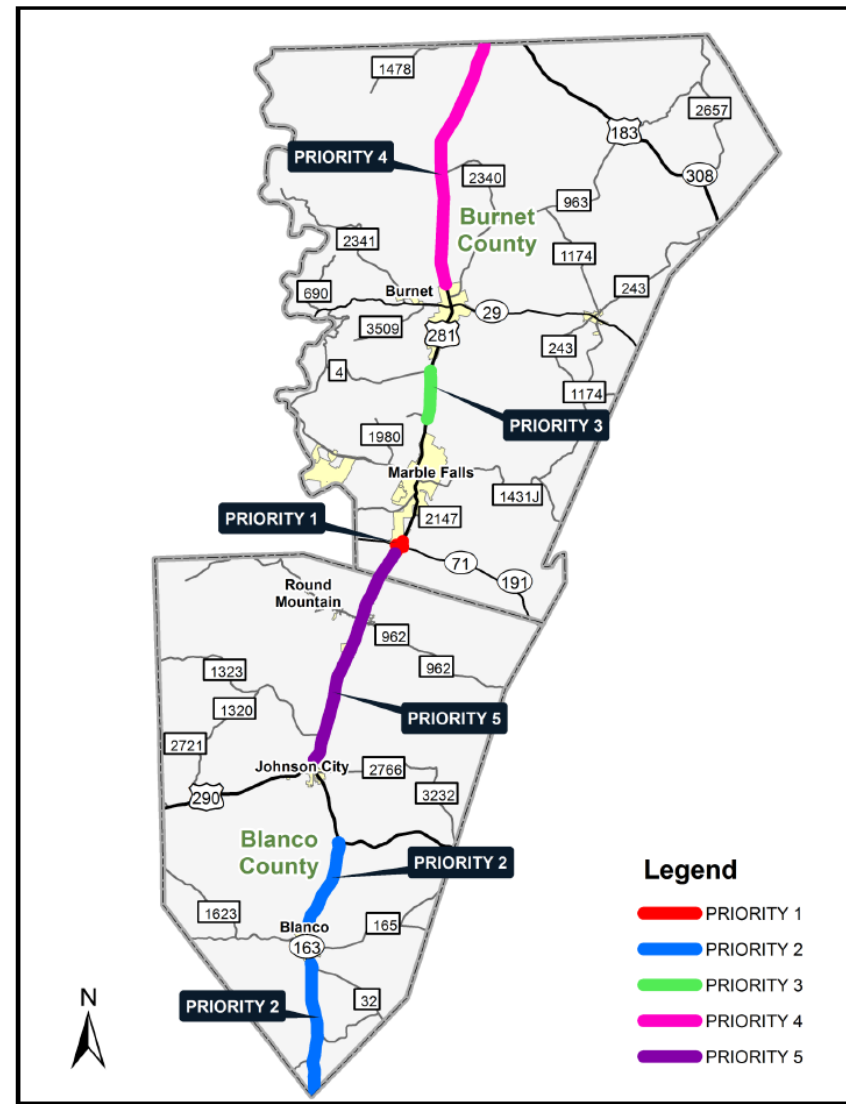 1478
2657
183
PRIORITY 4
308
2340
963
Burnet
County
2341
1174
243
690
Burnet
29
3509
281
243
4
1174
PRIORITY 3
1980
Marble Falls
1431J
PRIORITY 1
2147
71
191
Round
Mountain
962
962
1323
1320
PRIORITY 5
2721
Johnson City
2766
290
3232
Blanco
County
PRIORITY 2
1623
Blanco
165
163
32
PRIORITY 2
N
Legend
PRIORITY 1
PRIORITY 2
PRIORITY 3
PRIORITY 4
PRIORITY 5